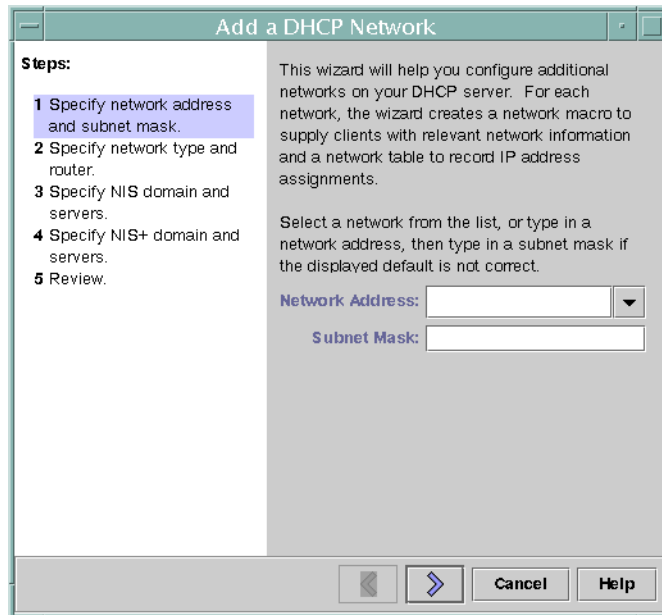 Add a DHCP Network
Steps:
1 Specify network address
and subnet mask.
2 Specify network type and
router.
3 Specify NIS domain and
servers.
4 Specify NIS+ domain and
servers.
5 Review.
This wizard will help you configure additional
networks on your DHCP server.  For each
network, the wizard creates a network macro to
supply clients with relevant network information
and a network table to record IP address
assignments.
Select a network from the list, or type in a
network address, then type in a subnet mask if
the displayed default is not correct.
Network Address:
Subnet Mask:
Cancel
Help